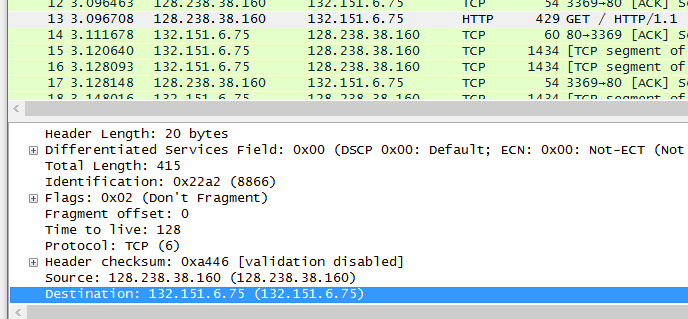 12 3.096463 128.238.38.160 132.151.6.75 TCP 54 3369→80 [ACK] S
13 3.096708 128.238.38.160 132.151.6.75 HTTP 429 GET / HTTP/1.1
14 3.111678 132.151.6.75 128.238.38.160 TCP 60 80→3369 [ACK] S
15 3.120640 132.151.6.75 128.238.38.160 TCP 1434 [TCP segment of
16 3.128093 132.151.6.75 128.238.38.160 TCP 1434 [TCP segment of
17 3.128148 128.238.38.160 132.151.6.75 TCP 54 3369→80 [ACK] S
18 3.148016 132.151.6.75 128.238.38.160 TCP 1434 [TCP segment of
Header Length: 20 bytes
Differentiated Services Field: 0x00 (DSCP 0x00: Default; ECN: 0x00: Not-ECT (Not
Total Length: 415
Identification: 0x22a2 (8866)
Flags: 0x02 (Don't Fragment)
Fragment offset: 0
Time to live: 128
Protocol: TCP (6)
Header checksum: 0xa446 [validation disabled]
Source: 128.238.38.160 (128.238.38.160)
Destination: 132.151.6.75 (132.151.6.75)